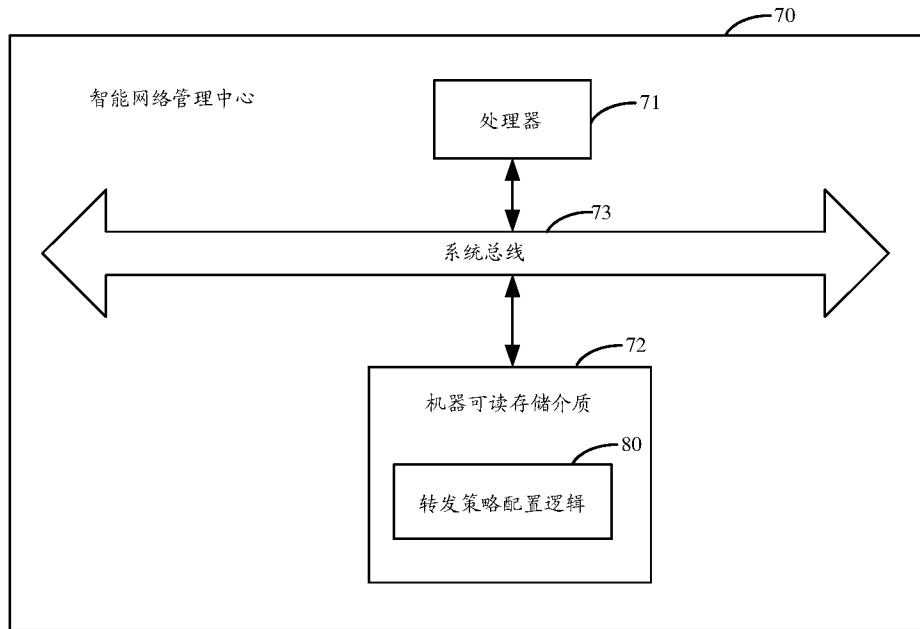 70
智能网络管理中心
处理器
71
73
系统总线
72
机器可读存储介质
80
转发策略配置逻辑